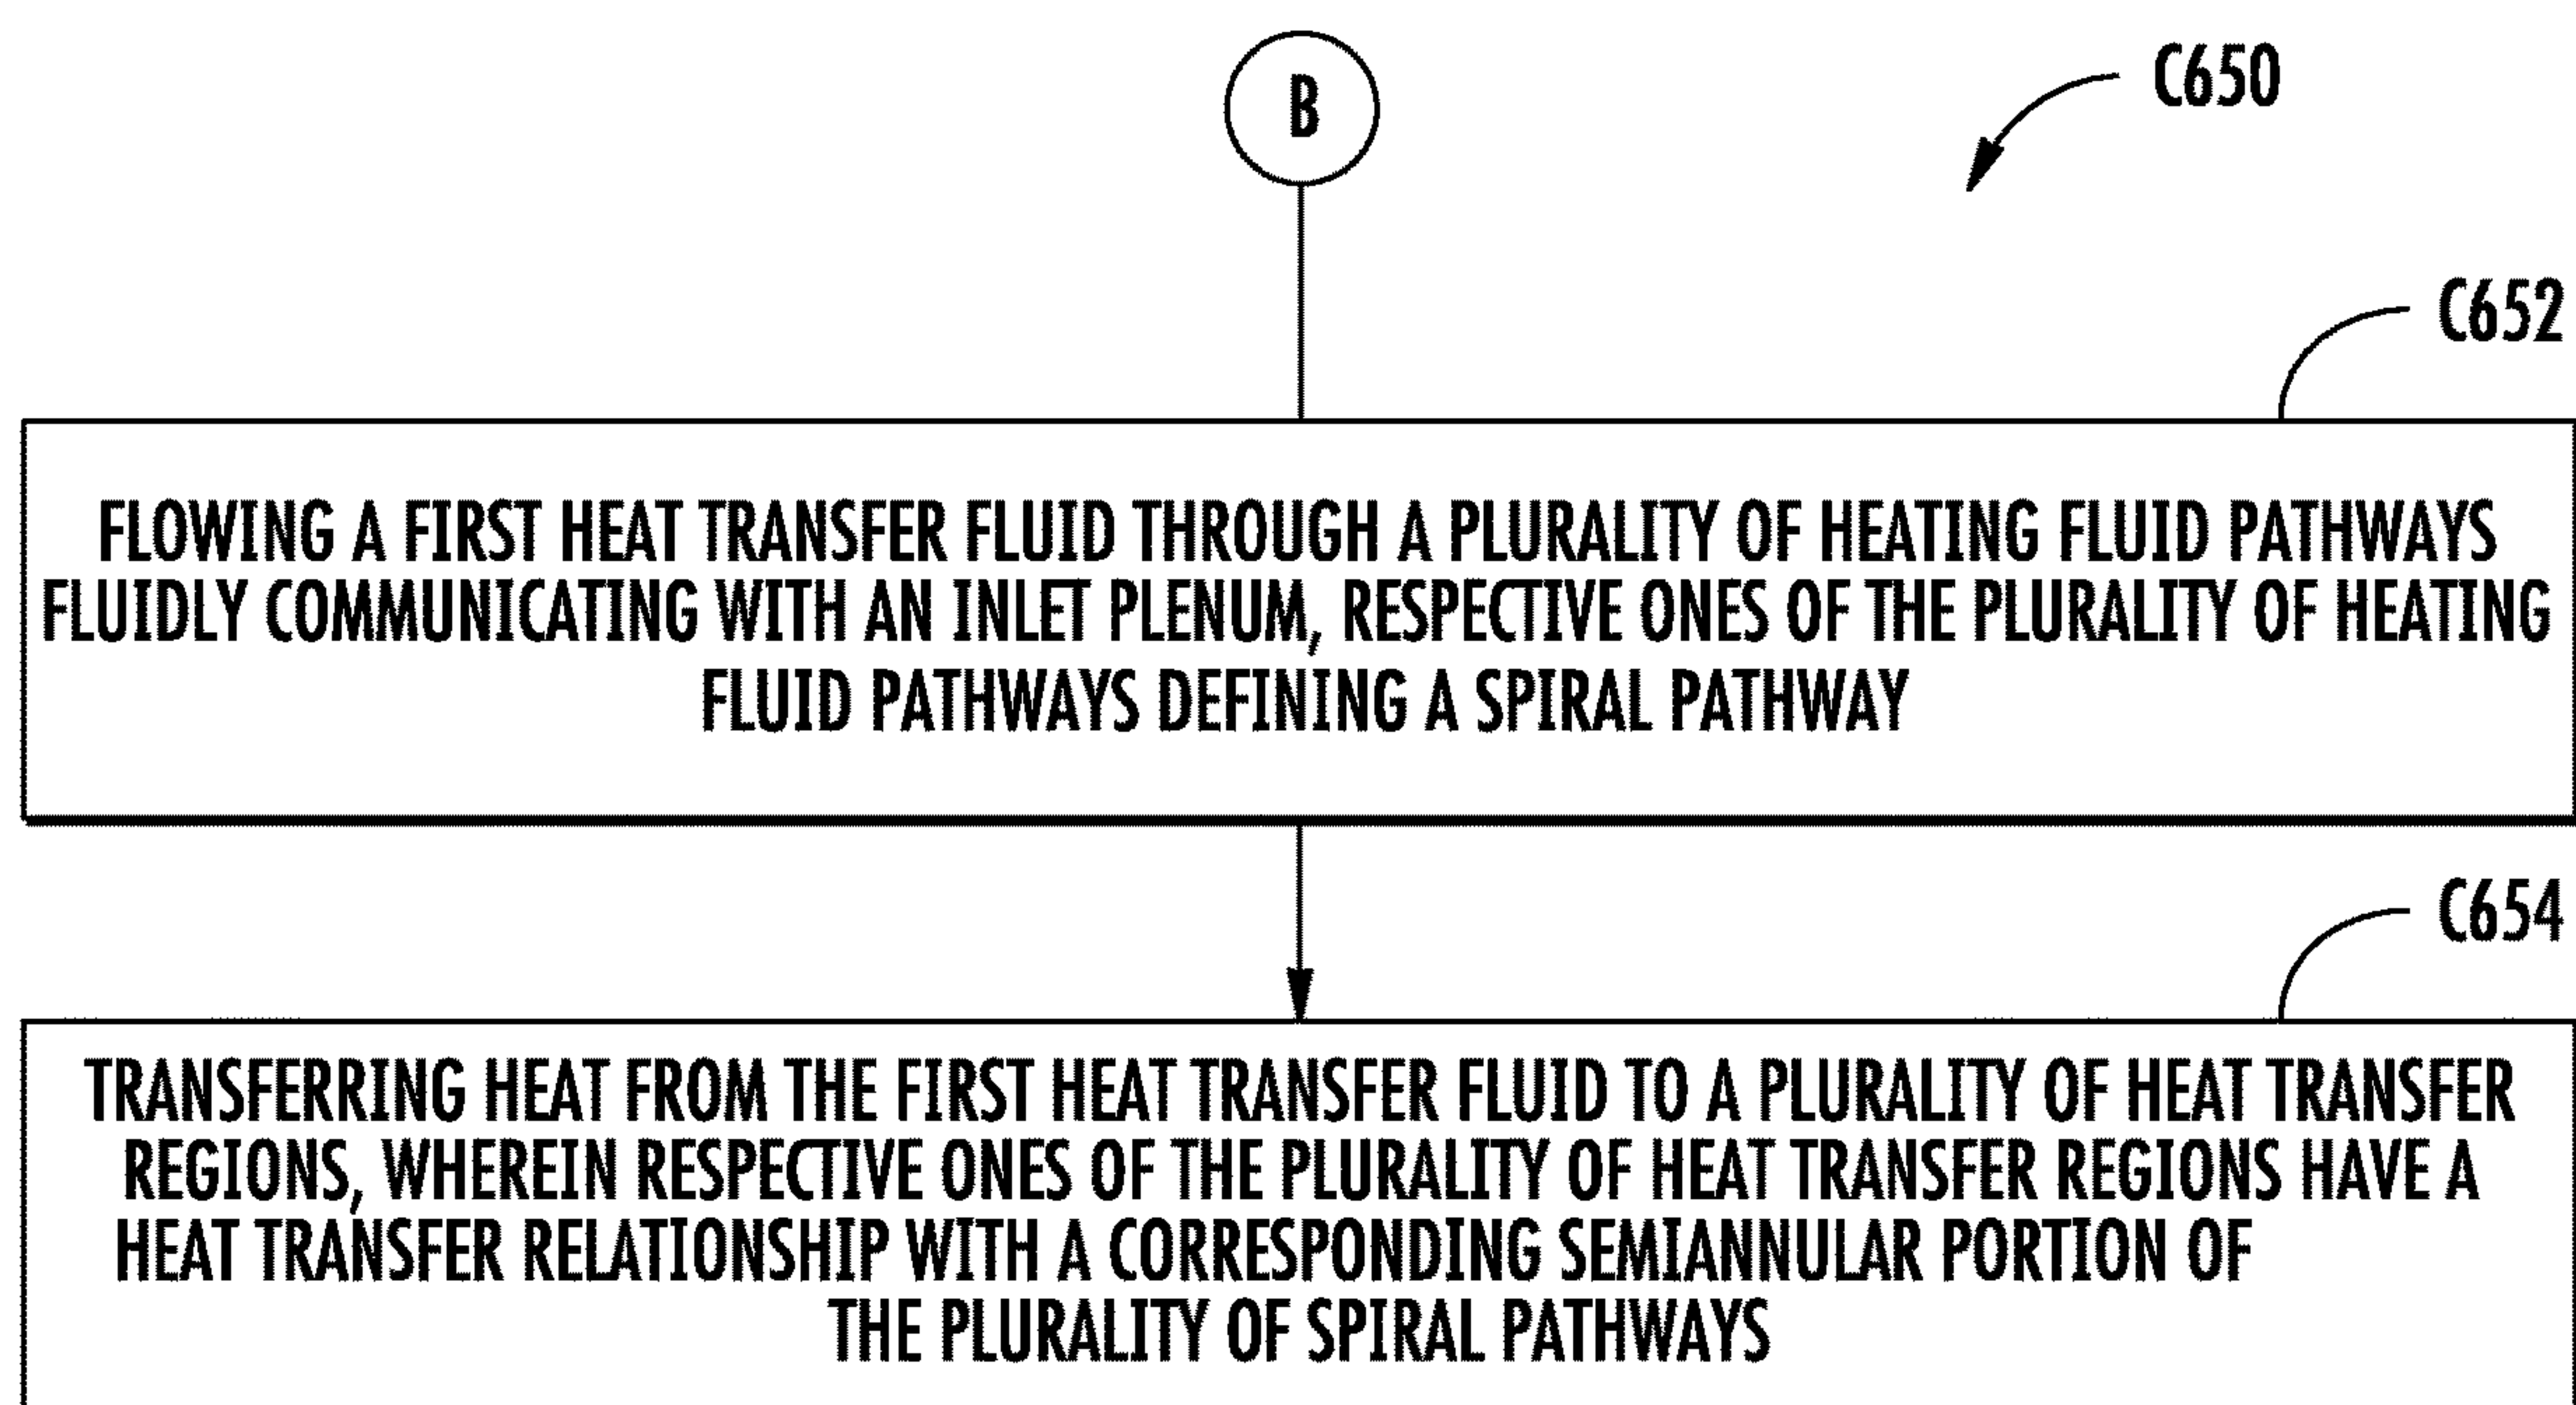 B
C650
C652
FLOWING A FIRST HEAT TRANSFER FLUID THROUGH A PLURALITY OF HEATING FLUID PATHWAYS
FLUIDLY COMMUNICATING WITH AN INLET PLENUM, RESPECTIVE ONES OF THE PLURALITY OF HEATING
FLUID PATHWAYS DEFINING A SPIRAL PATHWAY
C654
TRANSFERRING HEAT FROM THE FIRST HEAT TRANSFER FLUID TO A PLURALITY OF HEAT TRANSFER
REGIONS, WHEREIN RESPECTIVE ONES OF THE PLURALITY OF HEAT TRANSFER REGIONS HAVE A
HEAT TRANSFER RELATIONSHIP WITH A CORRESPONDING SEMIANNULAR PORTION OF
THE PLURALITY OF SPIRAL PATHWAYS